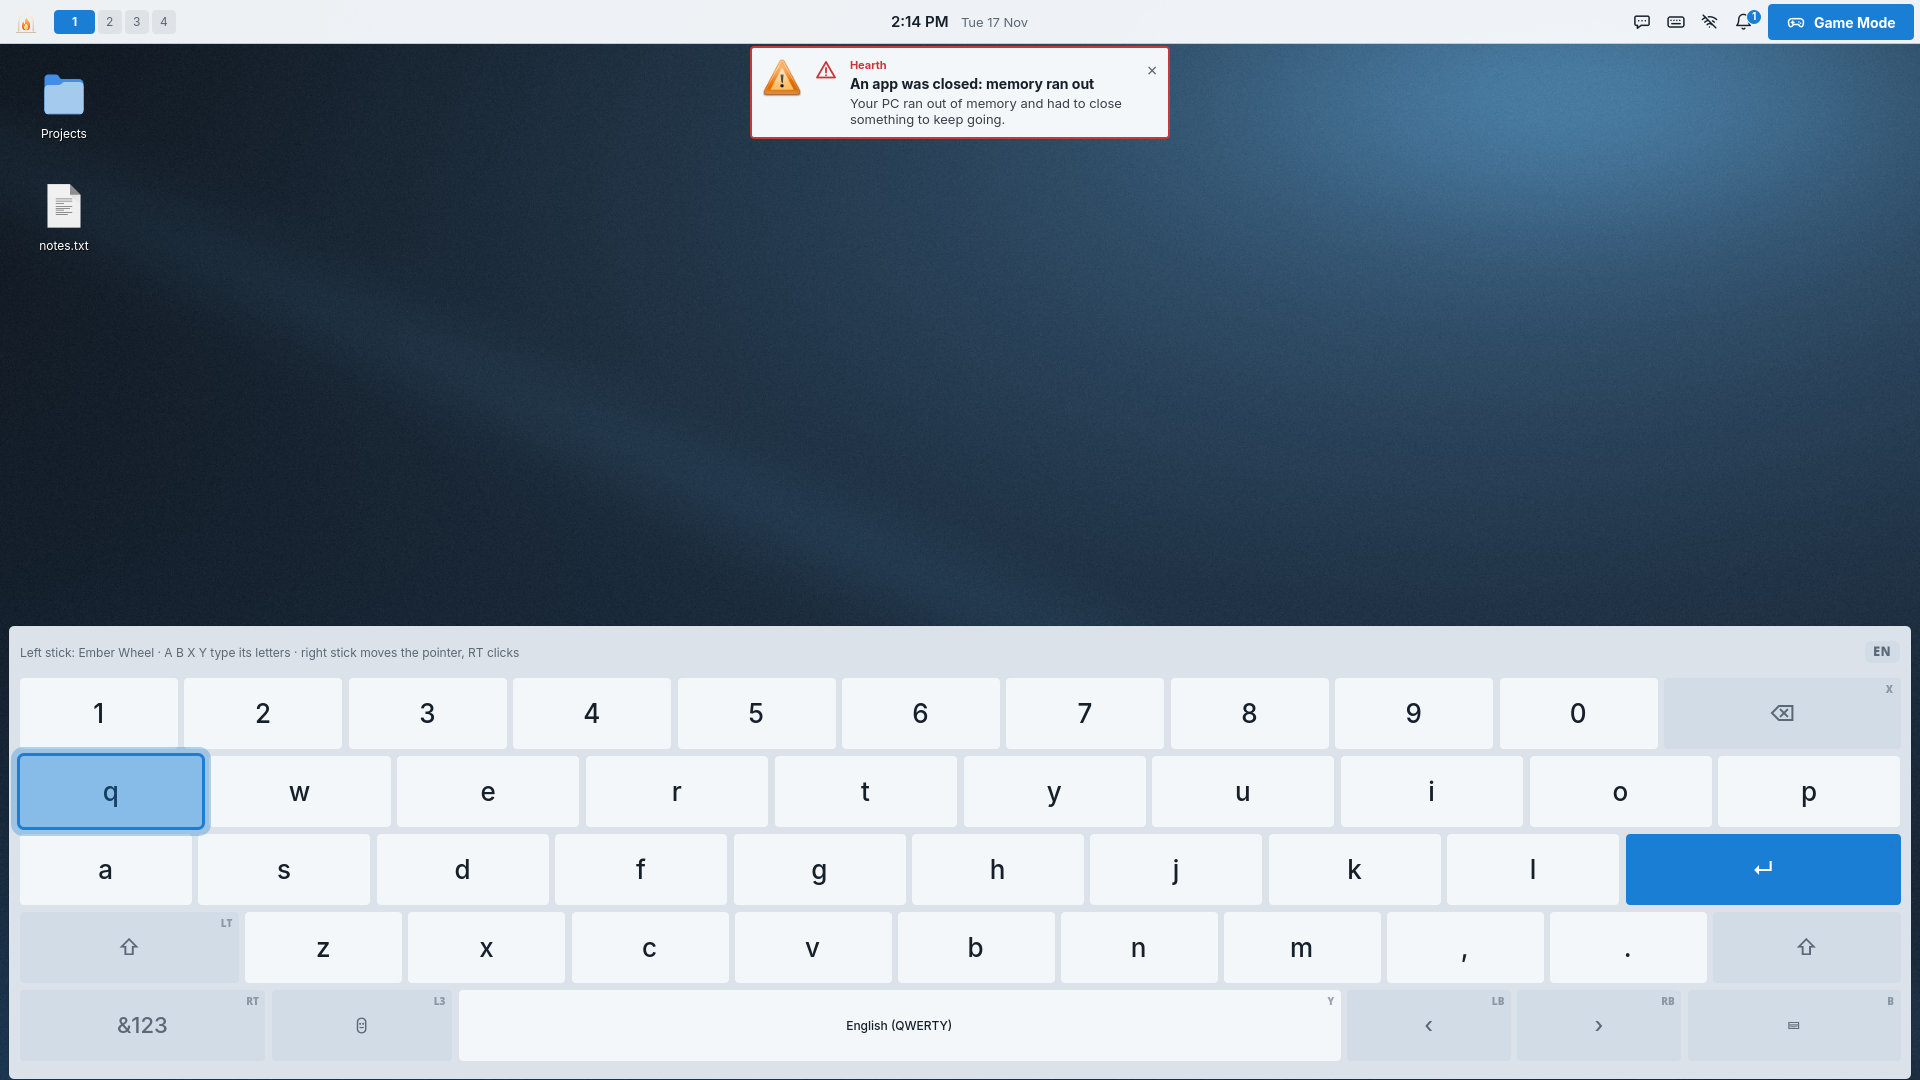 1 2 3 4
2:14 PM Tue 17 Nov
1
Game Mode
Hearth
An app was closed: memory ran out
Your PC ran out of memory and had to close
something to keep going.
Projects
notes.txt
Left stick: Ember Wheel · A B X Y type its letters · right stick moves the pointer, RT clicks
EN
1 2 3 4 5 6 7 8 9 0 X
q w e r t y u i o p
a s d f g h j k l
LT z x c v b n m , .
&123 RT L3 English (QWERTY) Y ‹ LB › RB B